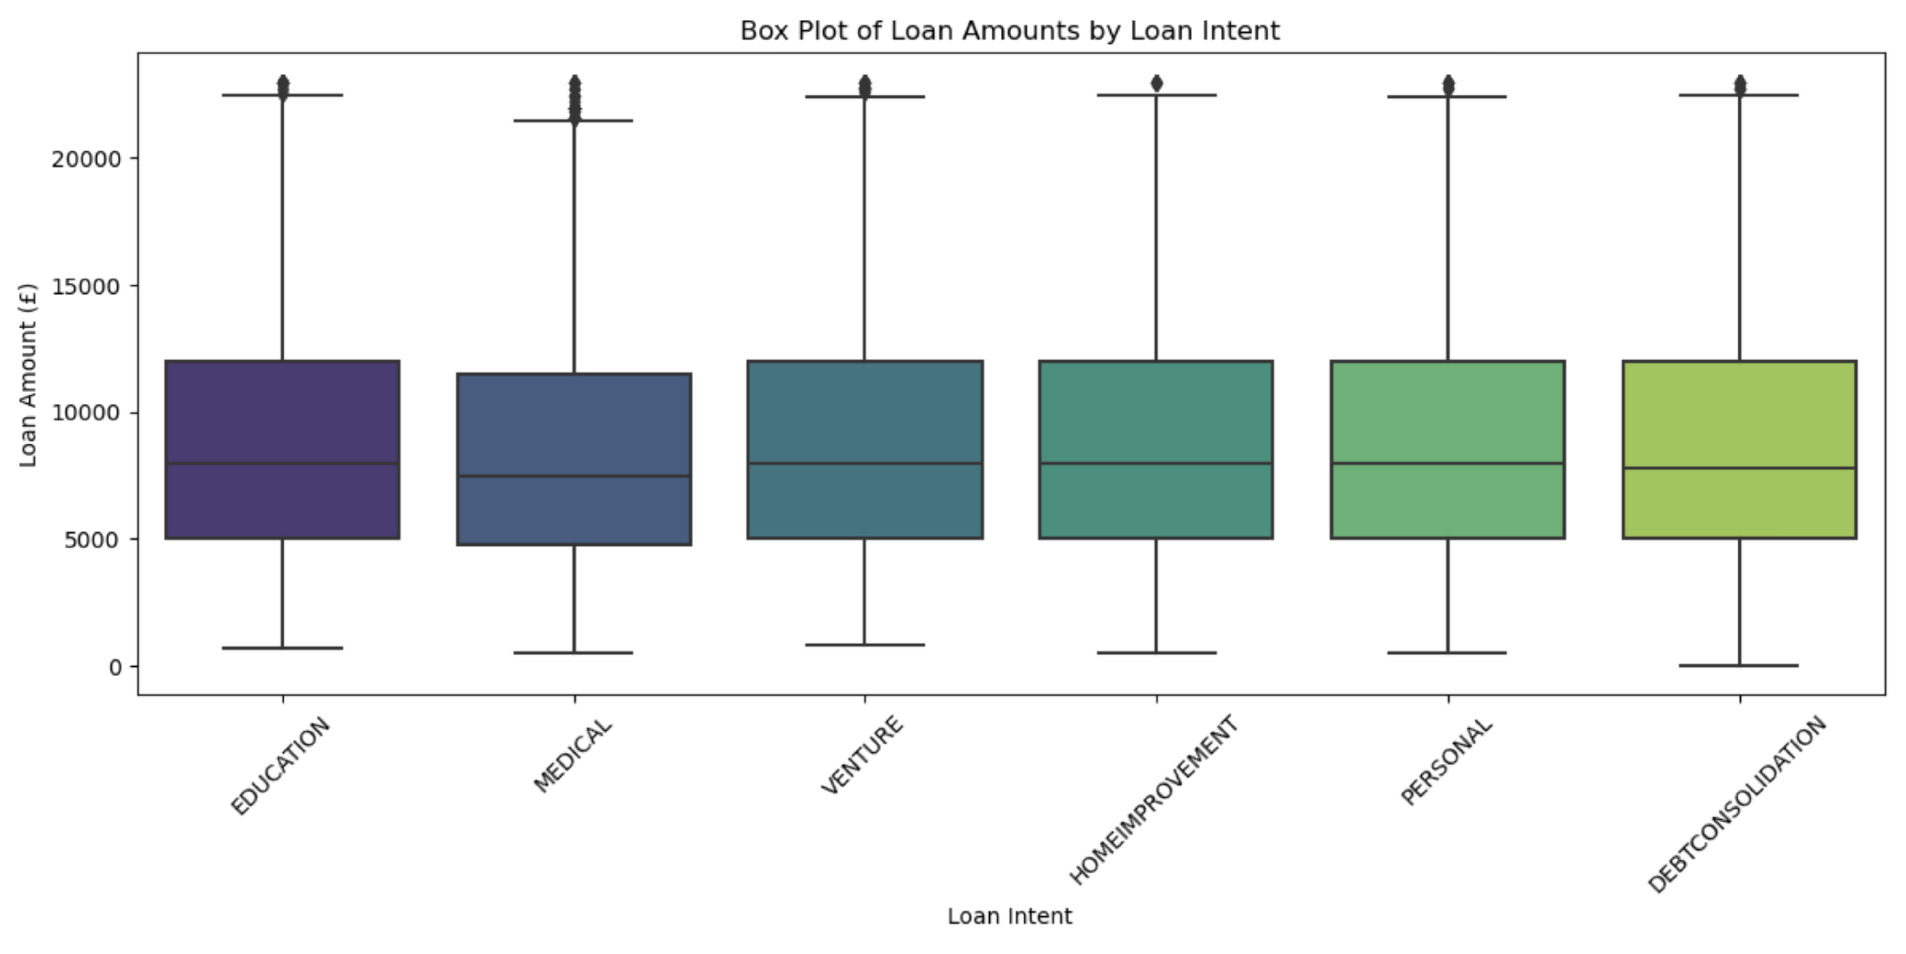 Box Plot of Loan Amounts by Loan Intent
Loan Amount (£)
20000
15000
10000
5000
0
EDUCATION
MEDICAL
VENTURE
HOMEIMPROVEMENT
PERSONAL
DEBTCONSOLIDATION
Loan Intent